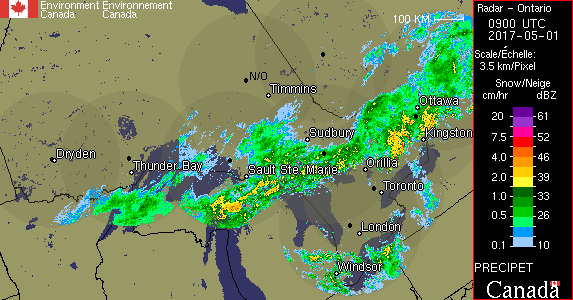 Environment Environnement
Canada Canada
100 KM
N/O
Timmins
Ottawa
Sudbury
Kingston
Dryden
Thunder Bay
Sault Ste-Marie
Orillia
Toronto
London
Windsor
Radar - Ontario
0900 UTC
2017-05-01
Scale/Échelle:
3.5 km/Pixel
Snow/Neige
cm/hr dBZ
20 61
7.5 52
4.0 46
2.0 39
1.0 33
0.5 26
0.1 10
PRECIPET
Canada